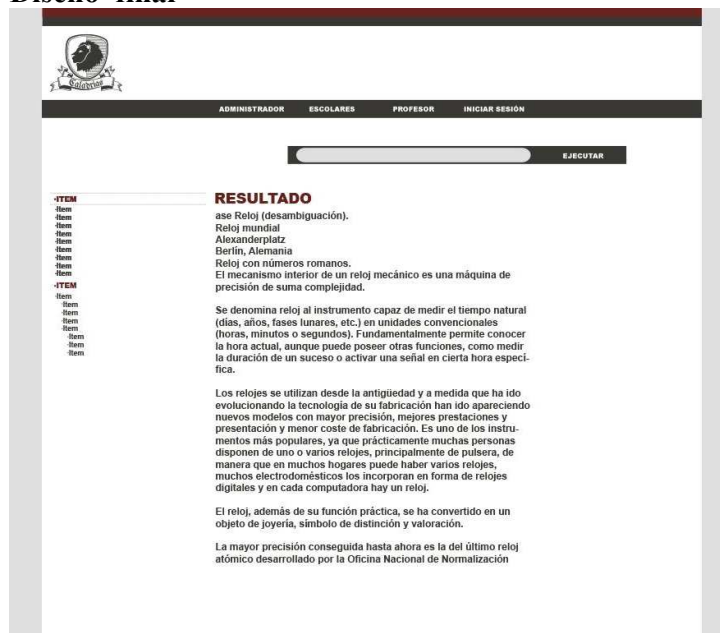 Diseño final
Calabrias
ADMINISTRADOR ESCOLARES PROFESOR INICIAR SESIÓN
EJECUTAR
·ITEM
·Item
·Item
·Item
·Item
·Item
·Item
·Item
·Item
·Item
·ITEM
·Item
·Item
·Item
·Item
·Item
·Item
·Item
·Item
RESULTADO
ase Reloj (desambiguación).
Reloj mundial
Alexanderplatz
Berlín, Alemania
Reloj con números romanos.
El mecanismo interior de un reloj mecánico es una máquina de
precisión de suma complejidad.
Se denomina reloj al instrumento capaz de medir el tiempo natural
(días, años, fases lunares, etc.) en unidades convencionales
(horas, minutos o segundos). Fundamentalmente permite conocer
la hora actual, aunque puede poseer otras funciones, como medir
la duración de un suceso o activar una señal en cierta hora especí-
fica.
Los relojes se utilizan desde la antigüedad y a medida que ha ido
evolucionando la tecnología de su fabricación han ido apareciendo
nuevos modelos con mayor precisión, mejores prestaciones y
presentación y menor coste de fabricación. Es uno de los instru-
mentos más populares, ya que prácticamente muchas personas
disponen de uno o varios relojes, principalmente de pulsera, de
manera que en muchos hogares puede haber varios relojes,
muchos electrodomésticos los incorporan en forma de relojes
digitales y en cada computadora hay un reloj.
El reloj, además de su función práctica, se ha convertido en un
objeto de joyería, símbolo de distinción y valoración.
La mayor precisión conseguida hasta ahora es la del último reloj
atómico desarrollado por la Oficina Nacional de Normalización